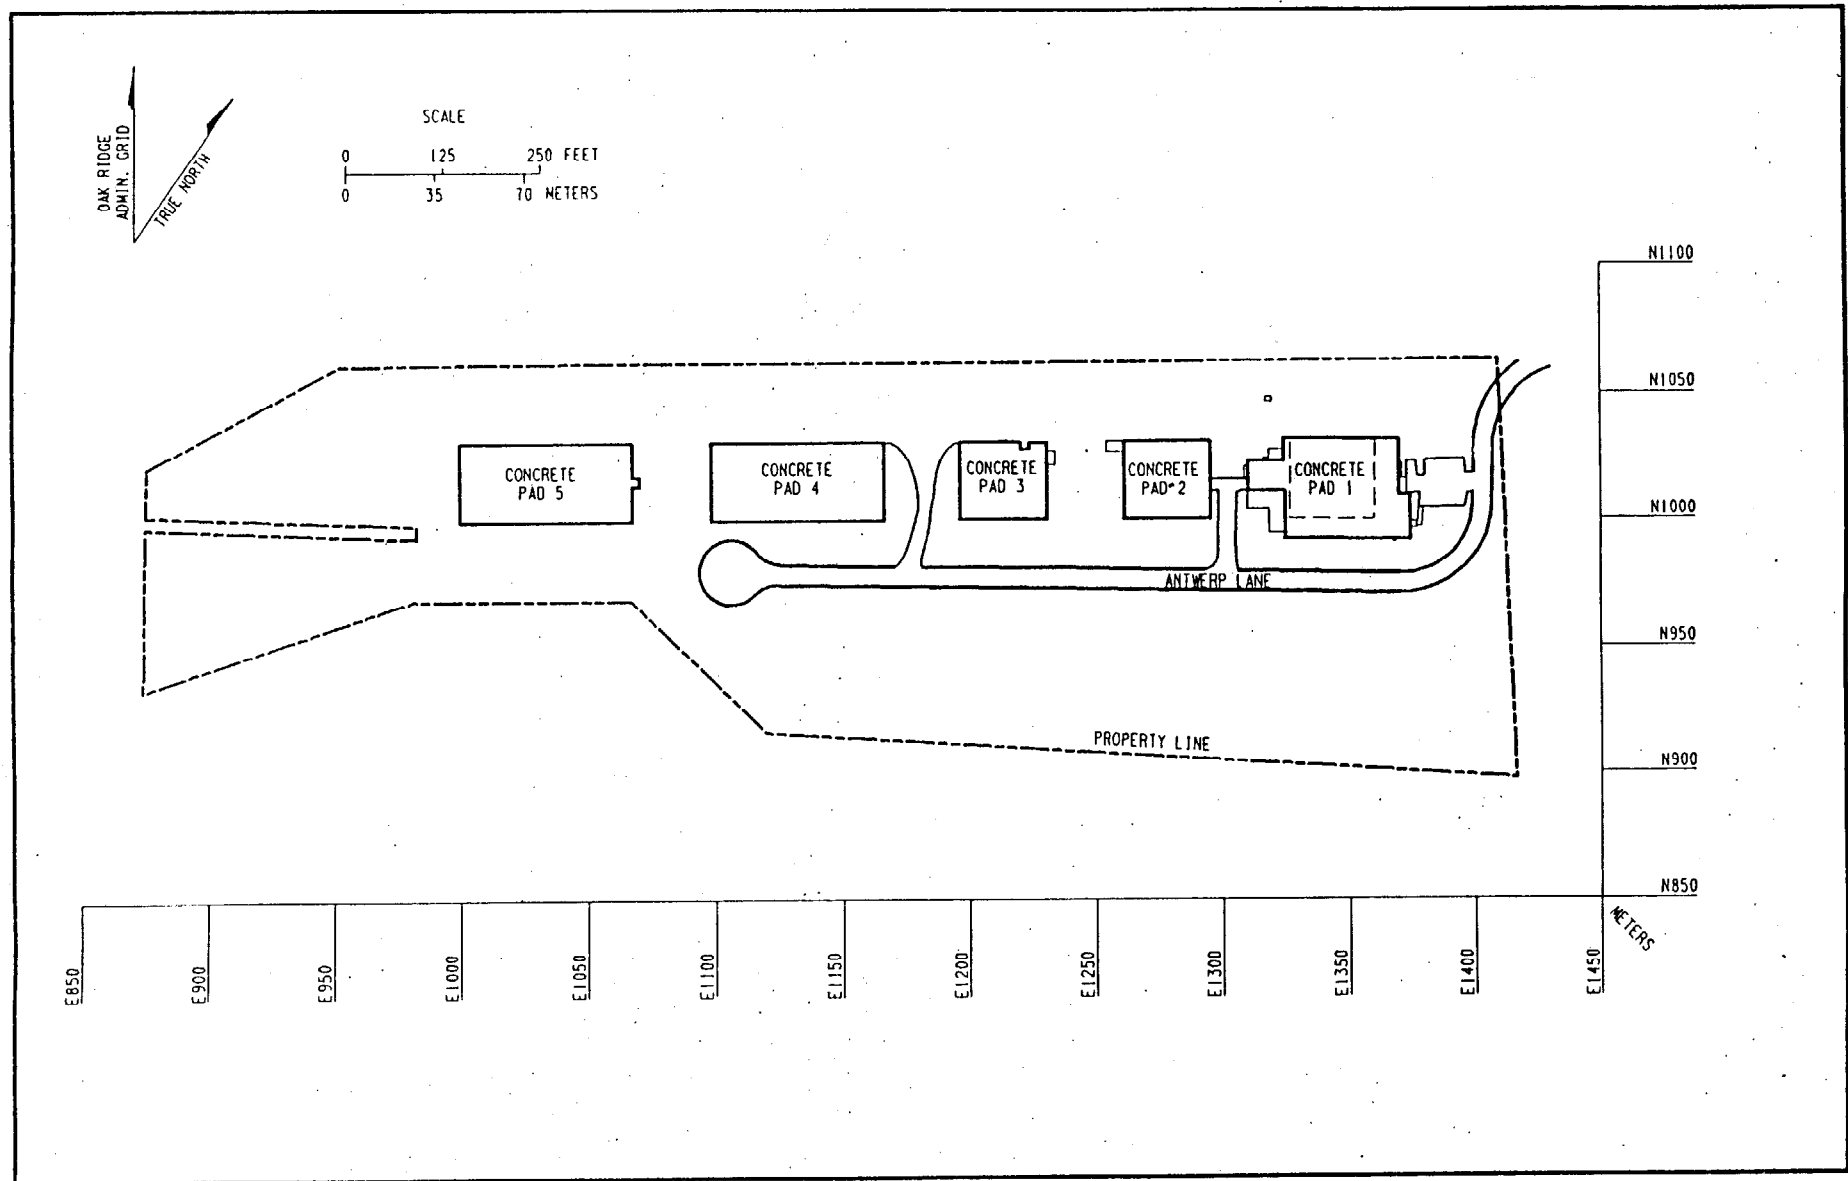 OAK RIDGE
ADMIN. GRID
TRUE NORTH
SCALE
0 125 250 FEET
0 35 70 METERS
N1100
N1050
N1000
N950
N900
N850
METERS
CONCRETE
PAD 5
CONCRETE
PAD 4
CONCRETE
PAD 3
CONCRETE
PAD 2
CONCRETE
PAD 1
ANTWERP LANE
PROPERTY LINE
E850
E900
E950
E1000
E1050
E1100
E1150
E1200
E1250
E1300
E1350
E1400
E1450